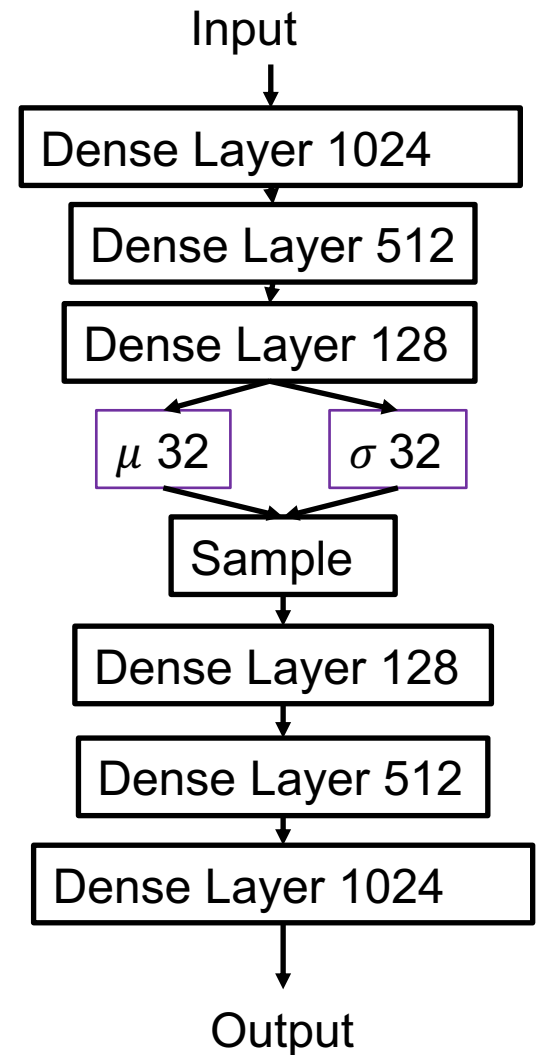 Input
Dense Layer 1024
Dense Layer 512
Dense Layer 128
𝜇 32
𝜎 32
Sample
Dense Layer 128
Dense Layer 512
Dense Layer 1024
Output